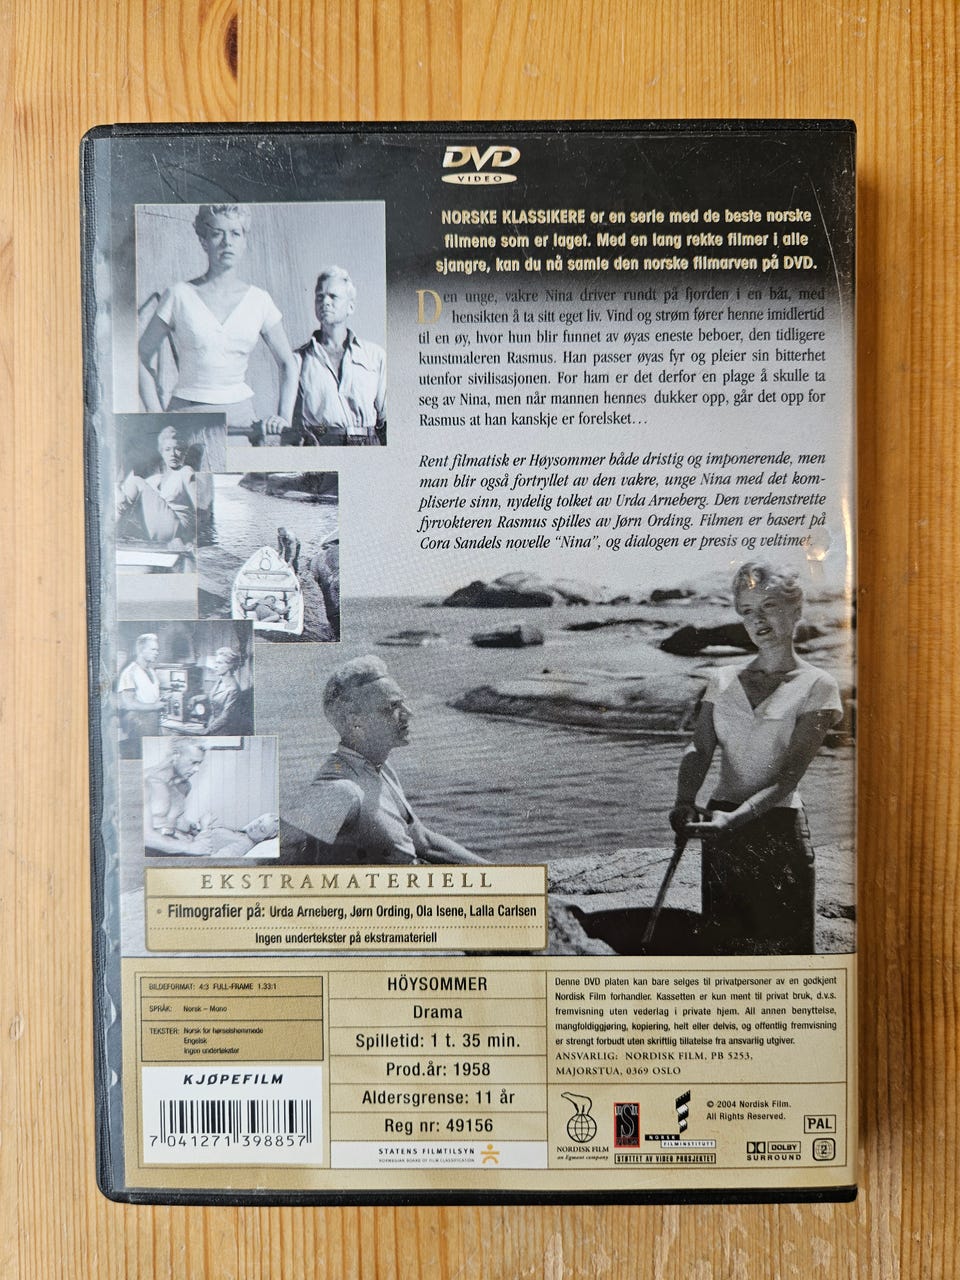 DVD
VIDEO
NORSKE KLASSIKERE er en serie med de beste norske
filmene som er laget. Med en lang rekke filmer i alle
sjangre, kan du nå samle den norske filmarven på DVD.
Den unge, vakre Nina driver rundt på fjorden i en båt, med
hensikten å ta sitt eget liv. Vind og strøm fører henne imidlertid
til en øy, hvor hun blir funnet av øyas eneste beboer, den tidligere
kunstmaleren Rasmus. Han passer øyas fyr og pleier sin bitterhet
utenfor sivilisasjonen. For ham er det derfor en plage å skulle ta
seg av Nina, men når mannen hennes dukker opp, går det opp for
Rasmus at han kanskje er forelsket…
Rent filmatisk er Høysommer både dristig og imponerende, men
man blir også fortryllet av den vakre, unge Nina med det kom-
pliserte sinn, nydelig tolket av Urda Arneberg. Den verdenstrette
fyrvokteren Rasmus spilles av Jørn Ording. Filmen er basert på
Cora Sandels novelle "Nina", og dialogen er presis og veltimet.
EKSTRAMATERIELL
• Filmografier på: Urda Arneberg, Jørn Ording, Ola Isene, Lalla Carlsen
Ingen undertekster på ekstramateriell
BILDEFORMAT: 4:3 FULL-FRAME 1.33:1
SPRÅK: Norsk – Mono
TEKSTER: Norsk for hørselshemmede
Engelsk
Ingen undertekster
KJØPEFILM
7 041271 398857
HÖYSOMMER
Drama
Spilletid: 1 t. 35 min.
Prod.år: 1958
Aldersgrense: 11 år
Reg nr: 49156
STATENS FILMTILSYN
NORWEGIAN BOARD OF FILM CLASSIFICATION
Denne DVD platen kan bare selges til privatpersoner av en godkjent
Nordisk Film forhandler. Kassetten er kun ment til privat bruk, d.v.s.
fremvisning uten vederlag i private hjem. All annen benyttelse,
mangfoldiggjøring, kopiering, helt eller delvis, og offentlig fremvisning
er strengt forbudt uten skriftlig tillatelse fra ansvarlig utgiver.
ANSVARLIG: NORDISK FILM, PB 5253,
MAJORSTUA, 0369 OSLO
NORDISK FILM
an Egmont company
NORSK
FILMINSTITUTT
STØTTET AV VIDEO PROSJEKTET
© 2004 Nordisk Film.
All Rights Reserved.
PAL
DOLBY
SURROUND
2